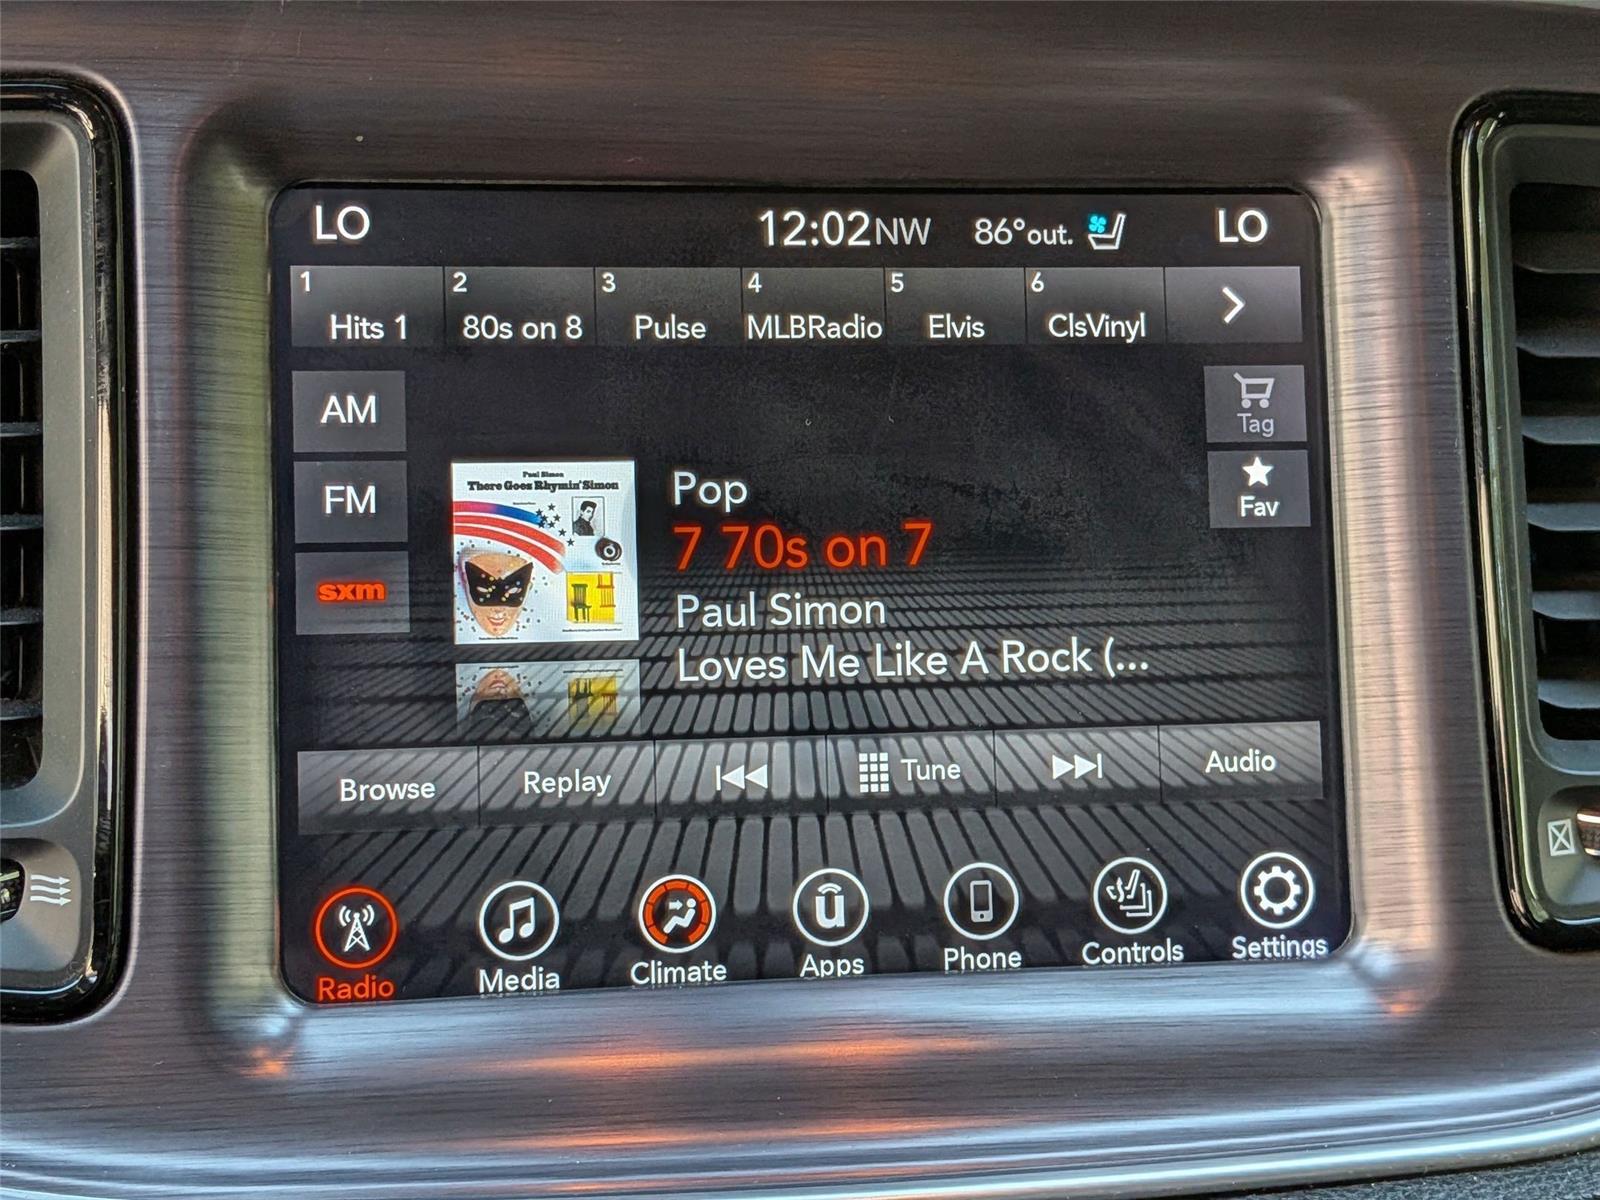 LO 12:02 NW 86°out. LO
1 2 3 4 5 6
Hits 1 80s on 8 Pulse MLBRadio Elvis ClsVinyl
AM
Tag
FM
Fav
sxm
Paul Simon
There Goes Rhymin' Simon
Pop
7 70s on 7
Paul Simon
Loves Me Like A Rock (...
Browse Replay Tune Audio
Radio Media Climate Apps Phone Controls Settings